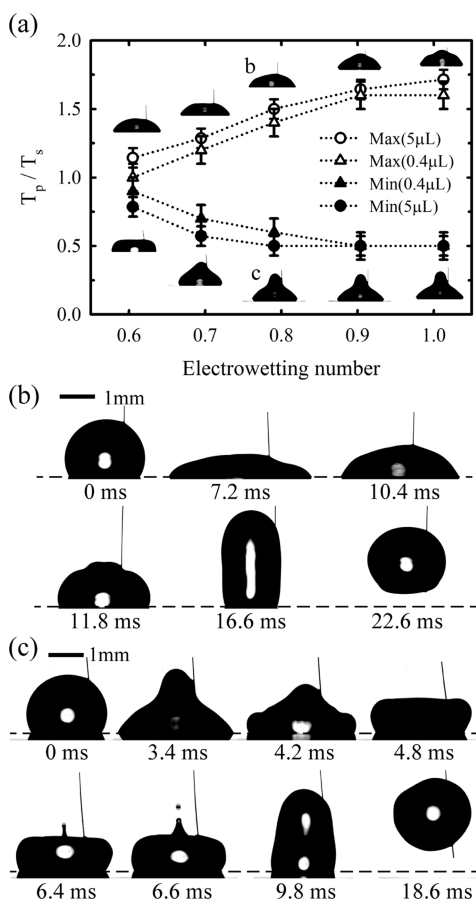 (a)
2.0
1.5
1.0
0.5
0.0
Tp / Ts
b
Max(5μL)
Max(0.4μL)
Min(0.4μL)
Min(5μL)
c
0.6 0.7 0.8 0.9 1.0
Electrowetting number
(b)
1mm
0 ms 7.2 ms 10.4 ms
11.8 ms 16.6 ms 22.6 ms
(c)
1mm
0 ms 3.4 ms 4.2 ms 4.8 ms
6.4 ms 6.6 ms 9.8 ms 18.6 ms